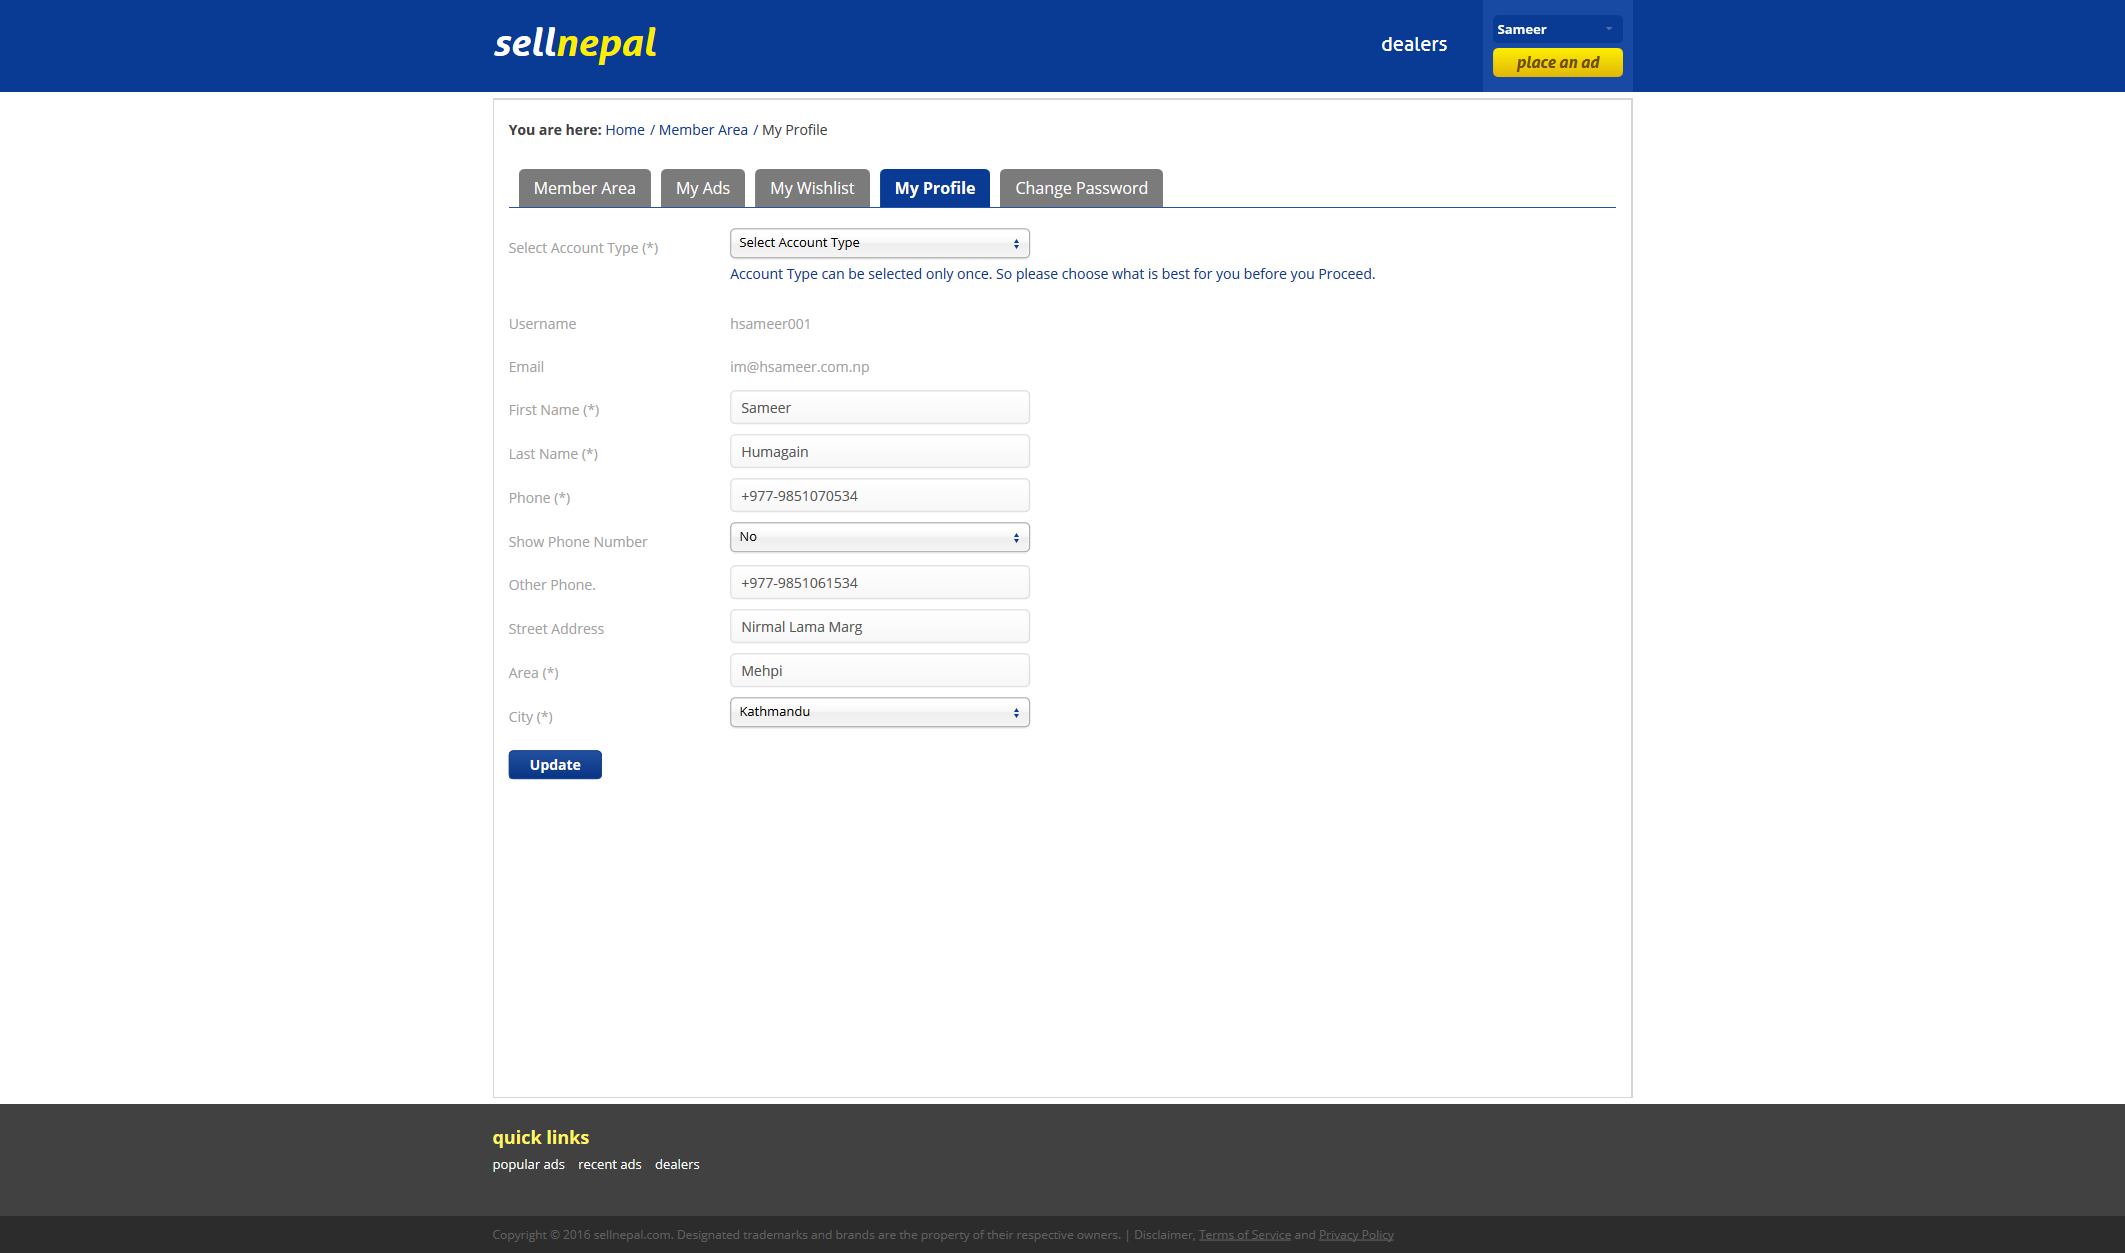 sellnepal
dealers
Sameer
place an ad
You are here: Home / Member Area / My Profile
Member Area My Ads My Wishlist My Profile Change Password
Select Account Type (*) Select Account Type
Account Type can be selected only once. So please choose what is best for you before you Proceed.
Username hsameer001
Email im@hsameer.com.np
First Name (*) Sameer
Last Name (*) Humagain
Phone (*) +977-9851070534
Show Phone Number No
Other Phone. +977-9851061534
Street Address Nirmal Lama Marg
Area (*) Mehpi
City (*) Kathmandu
Update
quick links
popular ads recent ads dealers
Copyright © 2016 sellnepal.com. Designated trademarks and brands are the property of their respective owners. | Disclaimer, Terms of Service and Privacy Policy